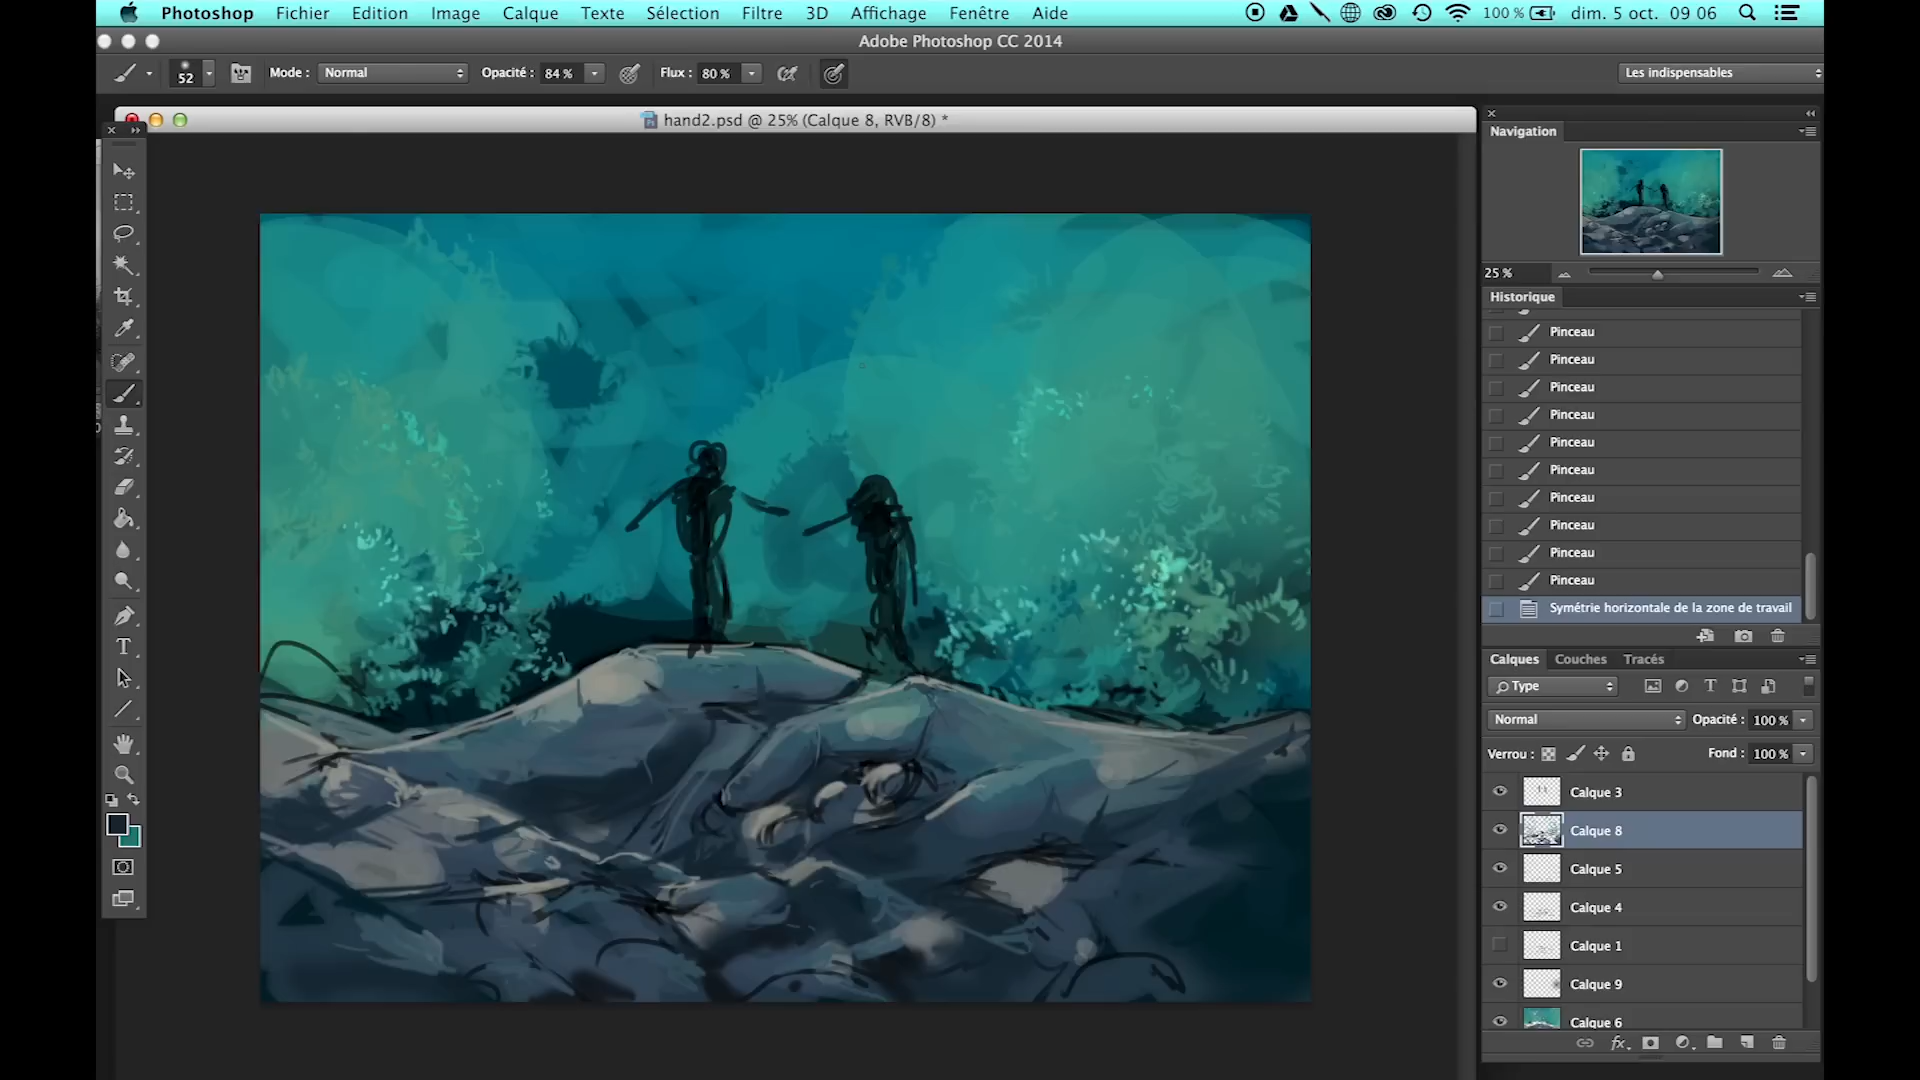 Photoshop Fichier Edition Image Calque Texte Sélection Filtre 3D Affichage Fenêtre Aide 100 % dim. 5 oct. 09 06
Adobe Photoshop CC 2014
52 Mode : Normal Opacité : 84 % Flux : 80 % Les indispensables
hand2.psd @ 25% (Calque 8, RVB/8) *
Navigation
25 %
Historique
Pinceau
Pinceau
Pinceau
Pinceau
Pinceau
Pinceau
Pinceau
Pinceau
Pinceau
Pinceau
Symétrie horizontale de la zone de travail
Calques Couches Tracés
Type
Normal Opacité : 100 %
Verrou : Fond : 100 %
Calque 3
Calque 8
Calque 5
Calque 4
Calque 1
Calque 9
Calque 6